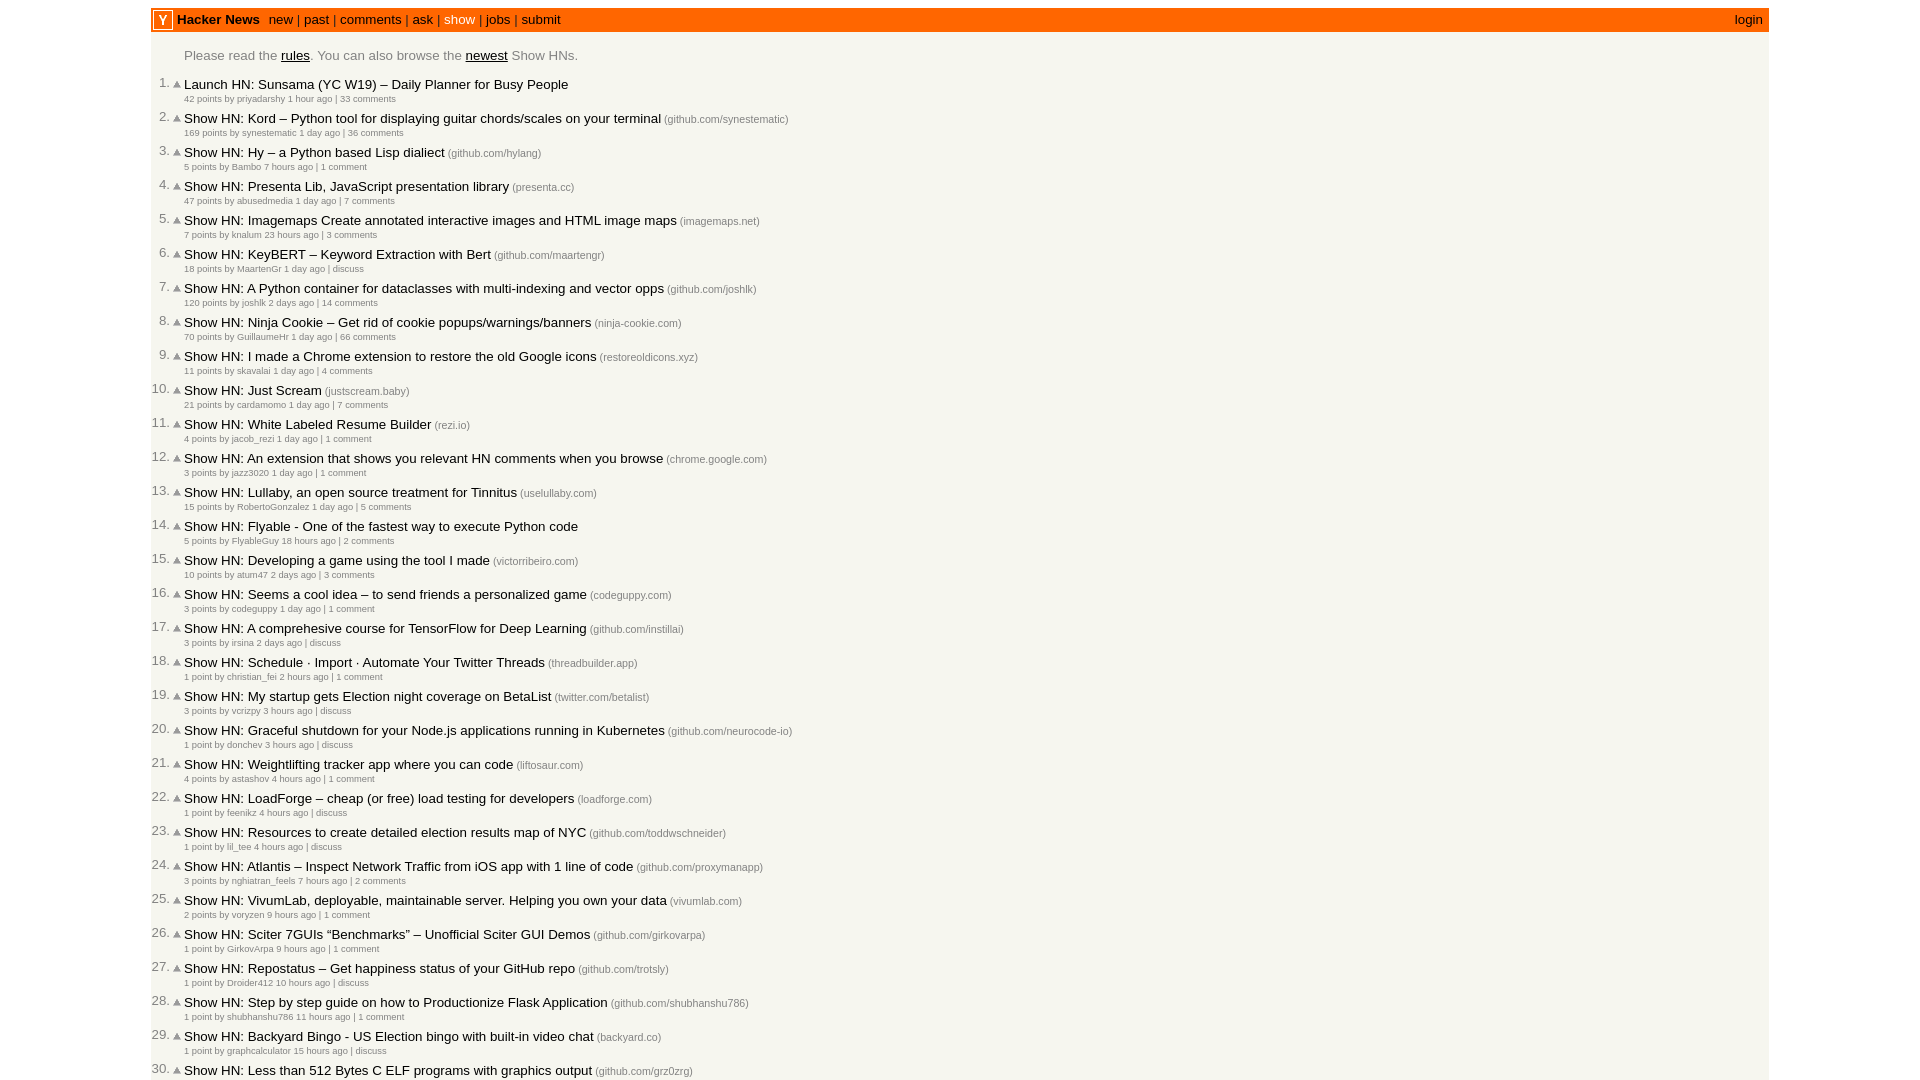 Y Hacker News new | past | comments | ask | show | jobs | submit login
Please read the rules. You can also browse the newest Show HNs.
1. Launch HN: Sunsama (YC W19) – Daily Planner for Busy People
42 points by priyadarshy 1 hour ago | 33 comments
2. Show HN: Kord – Python tool for displaying guitar chords/scales on your terminal (github.com/synestematic)
169 points by synestematic 1 day ago | 36 comments
3. Show HN: Hy – a Python based Lisp dialiect (github.com/hylang)
5 points by Bambo 7 hours ago | 1 comment
4. Show HN: Presenta Lib, JavaScript presentation library (presenta.cc)
47 points by abusedmedia 1 day ago | 7 comments
5. Show HN: Imagemaps Create annotated interactive images and HTML image maps (imagemaps.net)
7 points by knalum 23 hours ago | 3 comments
6. Show HN: KeyBERT – Keyword Extraction with Bert (github.com/maartengr)
18 points by MaartenGr 1 day ago | discuss
7. Show HN: A Python container for dataclasses with multi-indexing and vector opps (github.com/joshlk)
120 points by joshlk 2 days ago | 14 comments
8. Show HN: Ninja Cookie – Get rid of cookie popups/warnings/banners (ninja-cookie.com)
70 points by GuillaumeHr 1 day ago | 66 comments
9. Show HN: I made a Chrome extension to restore the old Google icons (restoreoldicons.xyz)
11 points by skavalai 1 day ago | 4 comments
10. Show HN: Just Scream (justscream.baby)
21 points by cardamomo 1 day ago | 7 comments
11. Show HN: White Labeled Resume Builder (rezi.io)
4 points by jacob_rezi 1 day ago | 1 comment
12. Show HN: An extension that shows you relevant HN comments when you browse (chrome.google.com)
3 points by jazz3020 1 day ago | 1 comment
13. Show HN: Lullaby, an open source treatment for Tinnitus (uselullaby.com)
15 points by RobertoGonzalez 1 day ago | 5 comments
14. Show HN: Flyable - One of the fastest way to execute Python code
5 points by FlyableGuy 18 hours ago | 2 comments
15. Show HN: Developing a game using the tool I made (victorribeiro.com)
10 points by atum47 2 days ago | 3 comments
16. Show HN: Seems a cool idea – to send friends a personalized game (codeguppy.com)
3 points by codeguppy 1 day ago | 1 comment
17. Show HN: A comprehesive course for TensorFlow for Deep Learning (github.com/instillai)
3 points by irsina 2 days ago | discuss
18. Show HN: Schedule · Import · Automate Your Twitter Threads (threadbuilder.app)
1 point by christian_fei 2 hours ago | 1 comment
19. Show HN: My startup gets Election night coverage on BetaList (twitter.com/betalist)
3 points by vcrizpy 3 hours ago | discuss
20. Show HN: Graceful shutdown for your Node.js applications running in Kubernetes (github.com/neurocode-io)
1 point by donchev 3 hours ago | discuss
21. Show HN: Weightlifting tracker app where you can code (liftosaur.com)
4 points by astashov 4 hours ago | 1 comment
22. Show HN: LoadForge – cheap (or free) load testing for developers (loadforge.com)
1 point by feenikz 4 hours ago | discuss
23. Show HN: Resources to create detailed election results map of NYC (github.com/toddwschneider)
1 point by lil_tee 4 hours ago | discuss
24. Show HN: Atlantis – Inspect Network Traffic from iOS app with 1 line of code (github.com/proxymanapp)
3 points by nghiatran_feels 7 hours ago | 2 comments
25. Show HN: VivumLab, deployable, maintainable server. Helping you own your data (vivumlab.com)
2 points by voryzen 9 hours ago | 1 comment
26. Show HN: Sciter 7GUIs “Benchmarks” – Unofficial Sciter GUI Demos (github.com/girkovarpa)
1 point by GirkovArpa 9 hours ago | 1 comment
27. Show HN: Repostatus – Get happiness status of your GitHub repo (github.com/trotsly)
1 point by Droider412 10 hours ago | discuss
28. Show HN: Step by step guide on how to Productionize Flask Application (github.com/shubhanshu786)
1 point by shubhanshu786 11 hours ago | 1 comment
29. Show HN: Backyard Bingo - US Election bingo with built-in video chat (backyard.co)
1 point by graphcalculator 15 hours ago | discuss
30. Show HN: Less than 512 Bytes C ELF programs with graphics output (github.com/grz0zrg)